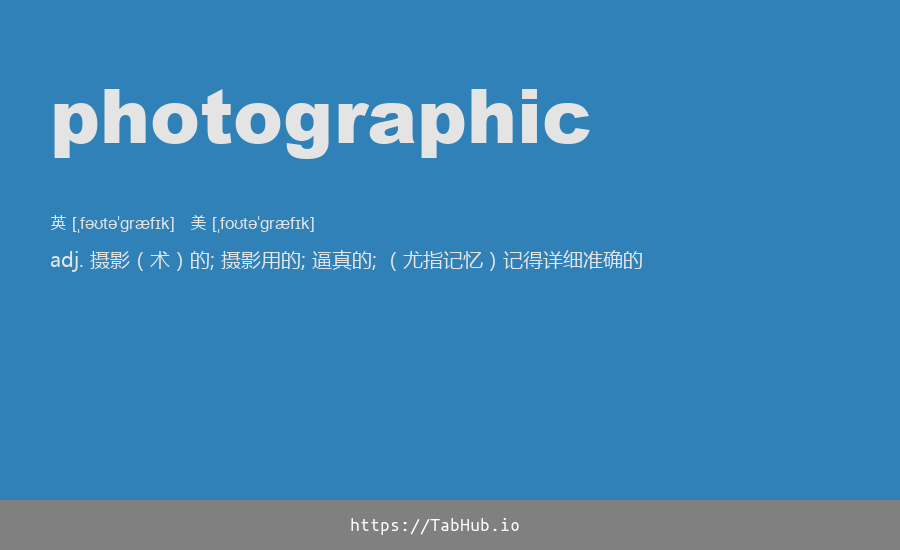 photographic
英 [ˌfəʊtəˈɡræfɪk] 美 [ˌfoʊtəˈɡræfɪk]
adj. 摄影（术）的; 摄影用的; 逼真的; （尤指记忆）记得详细准确的
https://TabHub.io